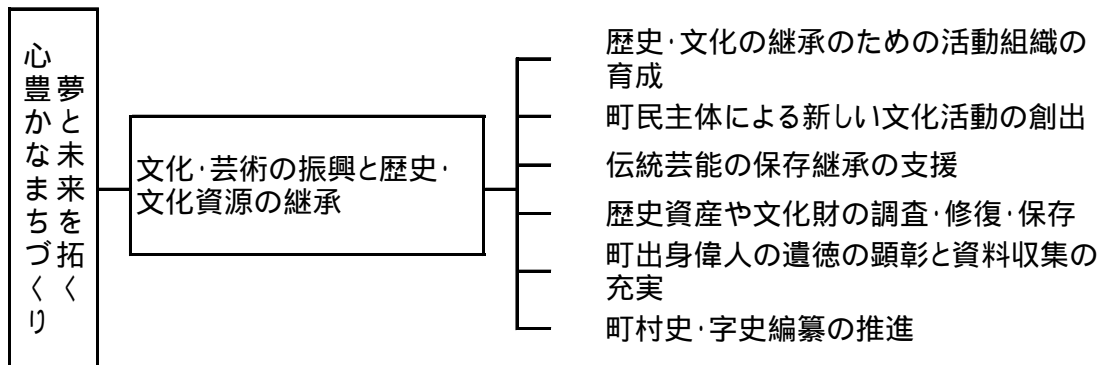 夢と未来を拓く
心豊かなまちづくり
文化・芸術の振興と歴史・
文化資源の継承
歴史・文化の継承のための活動組織の
育成
町民主体による新しい文化活動の創出
伝統芸能の保存継承の支援
歴史資産や文化財の調査・修復・保存
町出身偉人の遺徳の顕彰と資料収集の
充実
町村史・字史編纂の推進